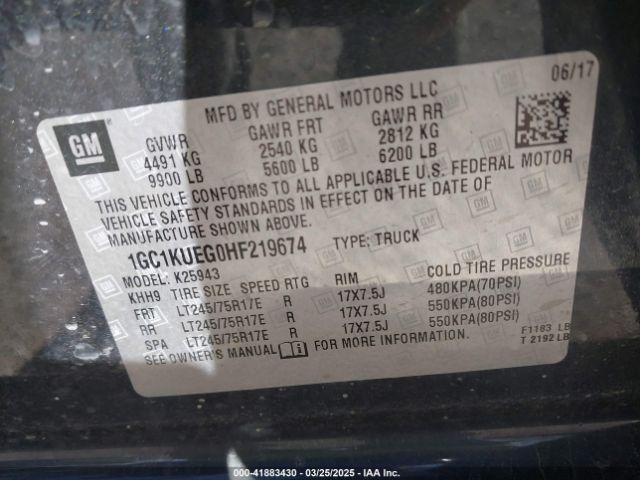 06/17
MFD BY GENERAL MOTORS LLC
GM
GVWR GAWR FRT GAWR RR
4491 KG 2540 KG 2812 KG
9900 LB 5600 LB 6200 LB
THIS VEHICLE CONFORMS TO ALL APPLICABLE U.S. FEDERAL MOTOR
VEHICLE SAFETY STANDARDS IN EFFECT ON THE DATE OF
MANUFACTURE SHOWN ABOVE.
1GC1KUEG0HF219674 TYPE: TRUCK
MODEL: K25943
KHH9 TIRE SIZE SPEED RTG RIM COLD TIRE PRESSURE
FRT LT245/75R17E R 17X7.5J 480KPA(70PSI)
RR LT245/75R17E R 17X7.5J 550KPA(80PSI)
SPA LT245/75R17E R 17X7.5J 550KPA(80PSI)
SEE OWNER'S MANUAL FOR MORE INFORMATION.
F1183 LB
T 2192 LB
000-41883430 - 03/25/2025 - IAA Inc.